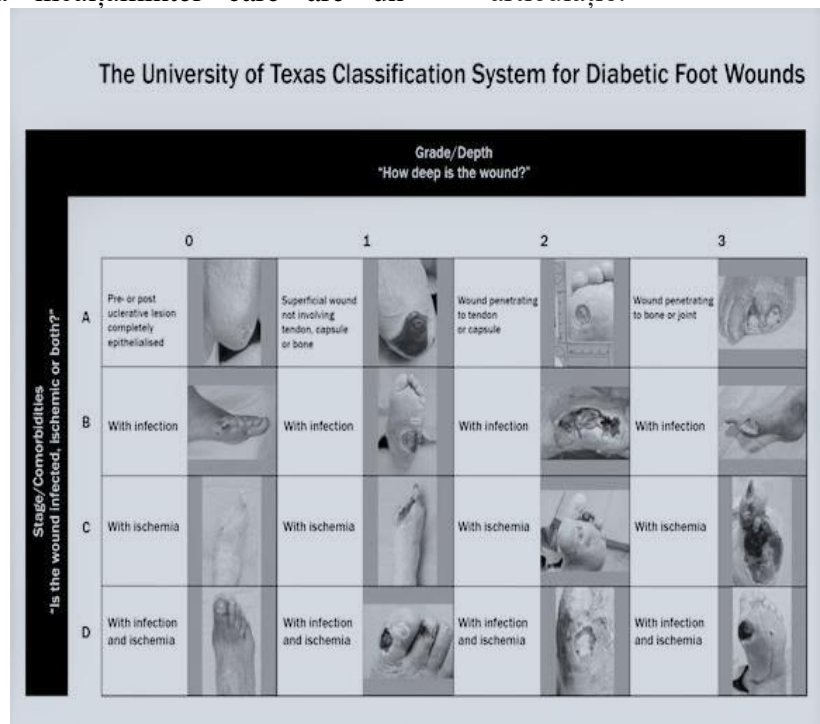 The University of Texas Classification System for Diabetic Foot Wounds
Grade/Depth
"How deep is the wound?"
Stage/Comorbidities
"Is the wound infected, ischemic or both?"
0
1
2
3
A
Pre- or post
uclerative lesion
completely
epithelialised
Superficial wound
not involving
tendon, capsule
or bone
Wound penetrating
to tendon
or capsule
Wound penetrating
to bone or joint
B
With infection
With infection
With infection
With infection
C
With ischemia
With ischemia
With ischemia
With ischemia
D
With infection
and ischemia
With infection
and ischemia
With infection
and ischemia
With infection
and ischemia